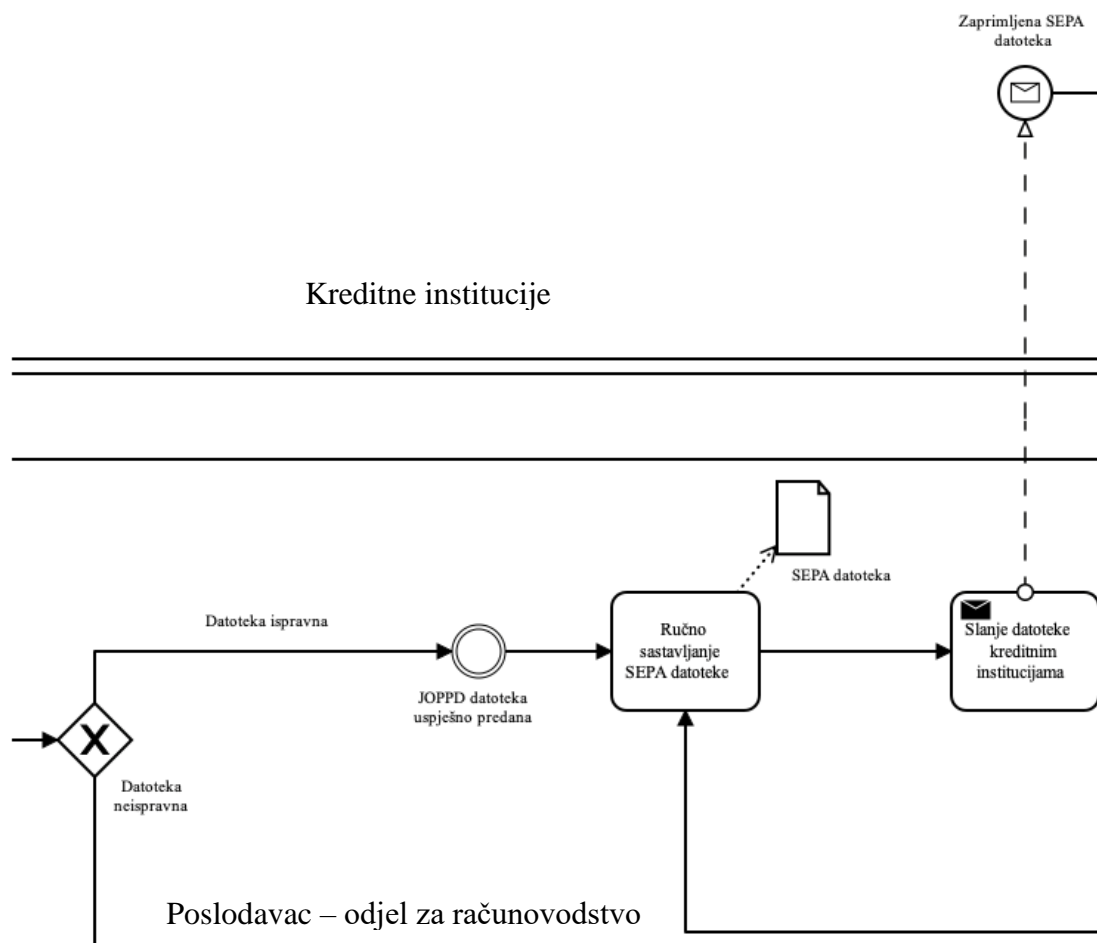 Zaprimljena SEPA
datoteka
Kreditne institucije
SEPA datoteka
Datoteka ispravna
Ručno
sastavljanje
SEPA datoteke
Slanje datoteke
kreditnim
institucijama
JOPPD datoteka
uspješno predana
X
Datoteka
neispravna
Poslodavac – odjel za računovodstvo